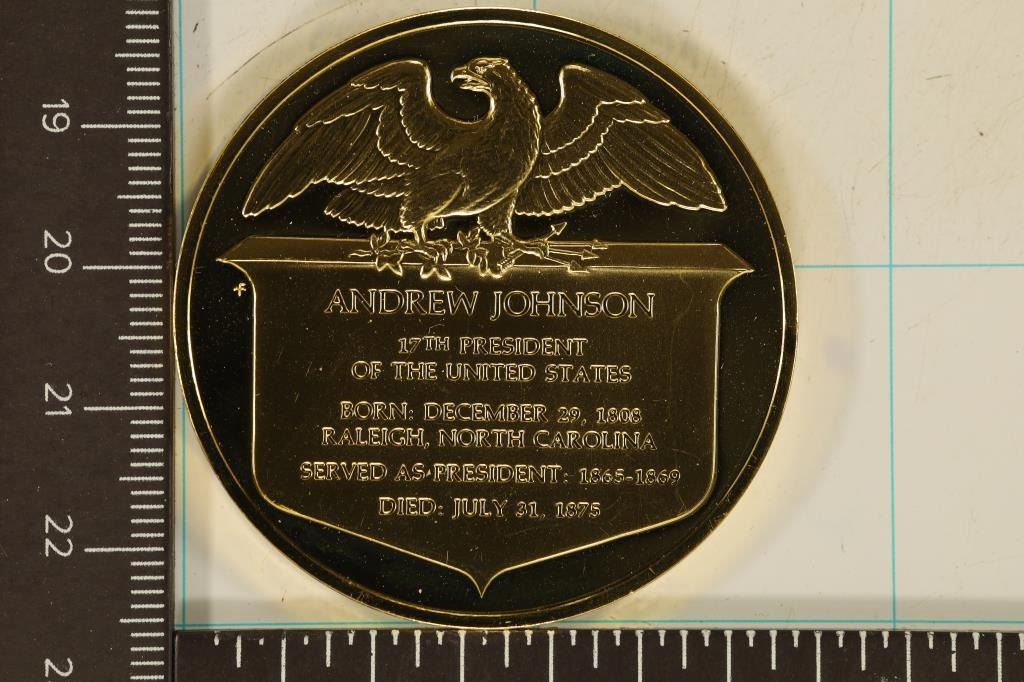 19
20
21
22
ANDREW JOHNSON
17TH PRESIDENT
OF THE UNITED STATES
BORN: DECEMBER 29, 1808
RALEIGH, NORTH CAROLINA
SERVED AS PRESIDENT: 1865-1869
DIED: JULY 31, 1875